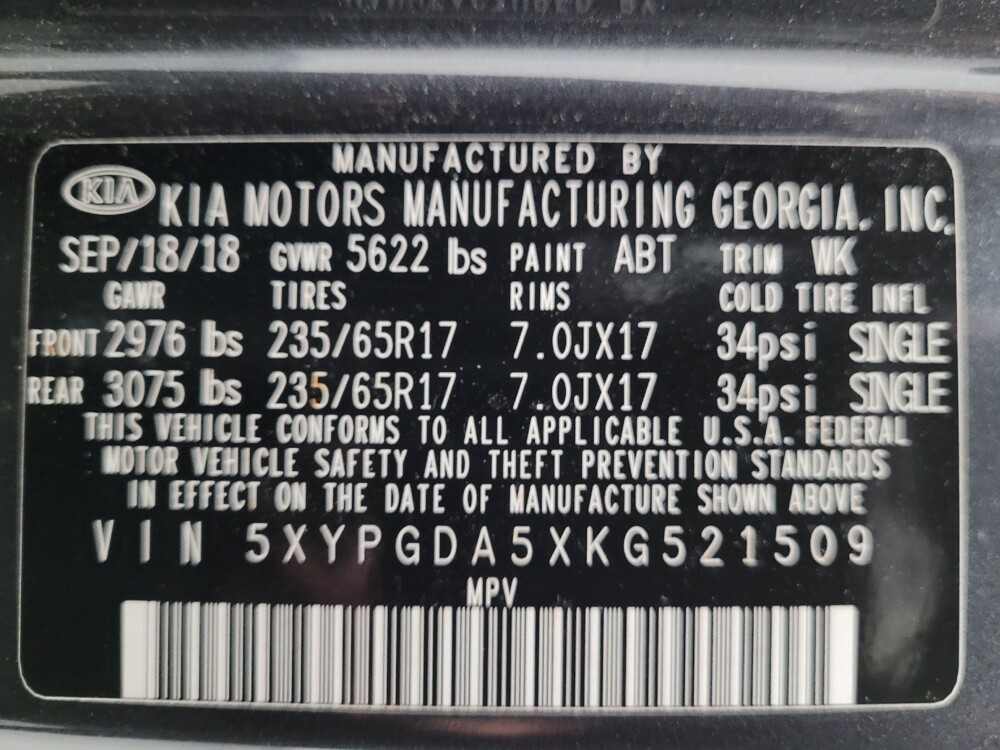 MANUFACTURED BY
KIA KIA MOTORS MANUFACTURING GEORGIA, INC.
SEP/18/18 GVWR 5622 lbs PAINT ABT TRIM WK
GAWR TIRES RIMS COLD TIRE INFL
FRONT 2976 lbs 235/65R17 7.0JX17 34psi SINGLE
REAR 3075 lbs 235/65R17 7.0JX17 34psi SINGLE
THIS VEHICLE CONFORMS TO ALL APPLICABLE U.S.A. FEDERAL
MOTOR VEHICLE SAFETY AND THEFT PREVENTION STANDARDS
IN EFFECT ON THE DATE OF MANUFACTURE SHOWN ABOVE
VIN 5XYPGDA5XKG521509
MPV